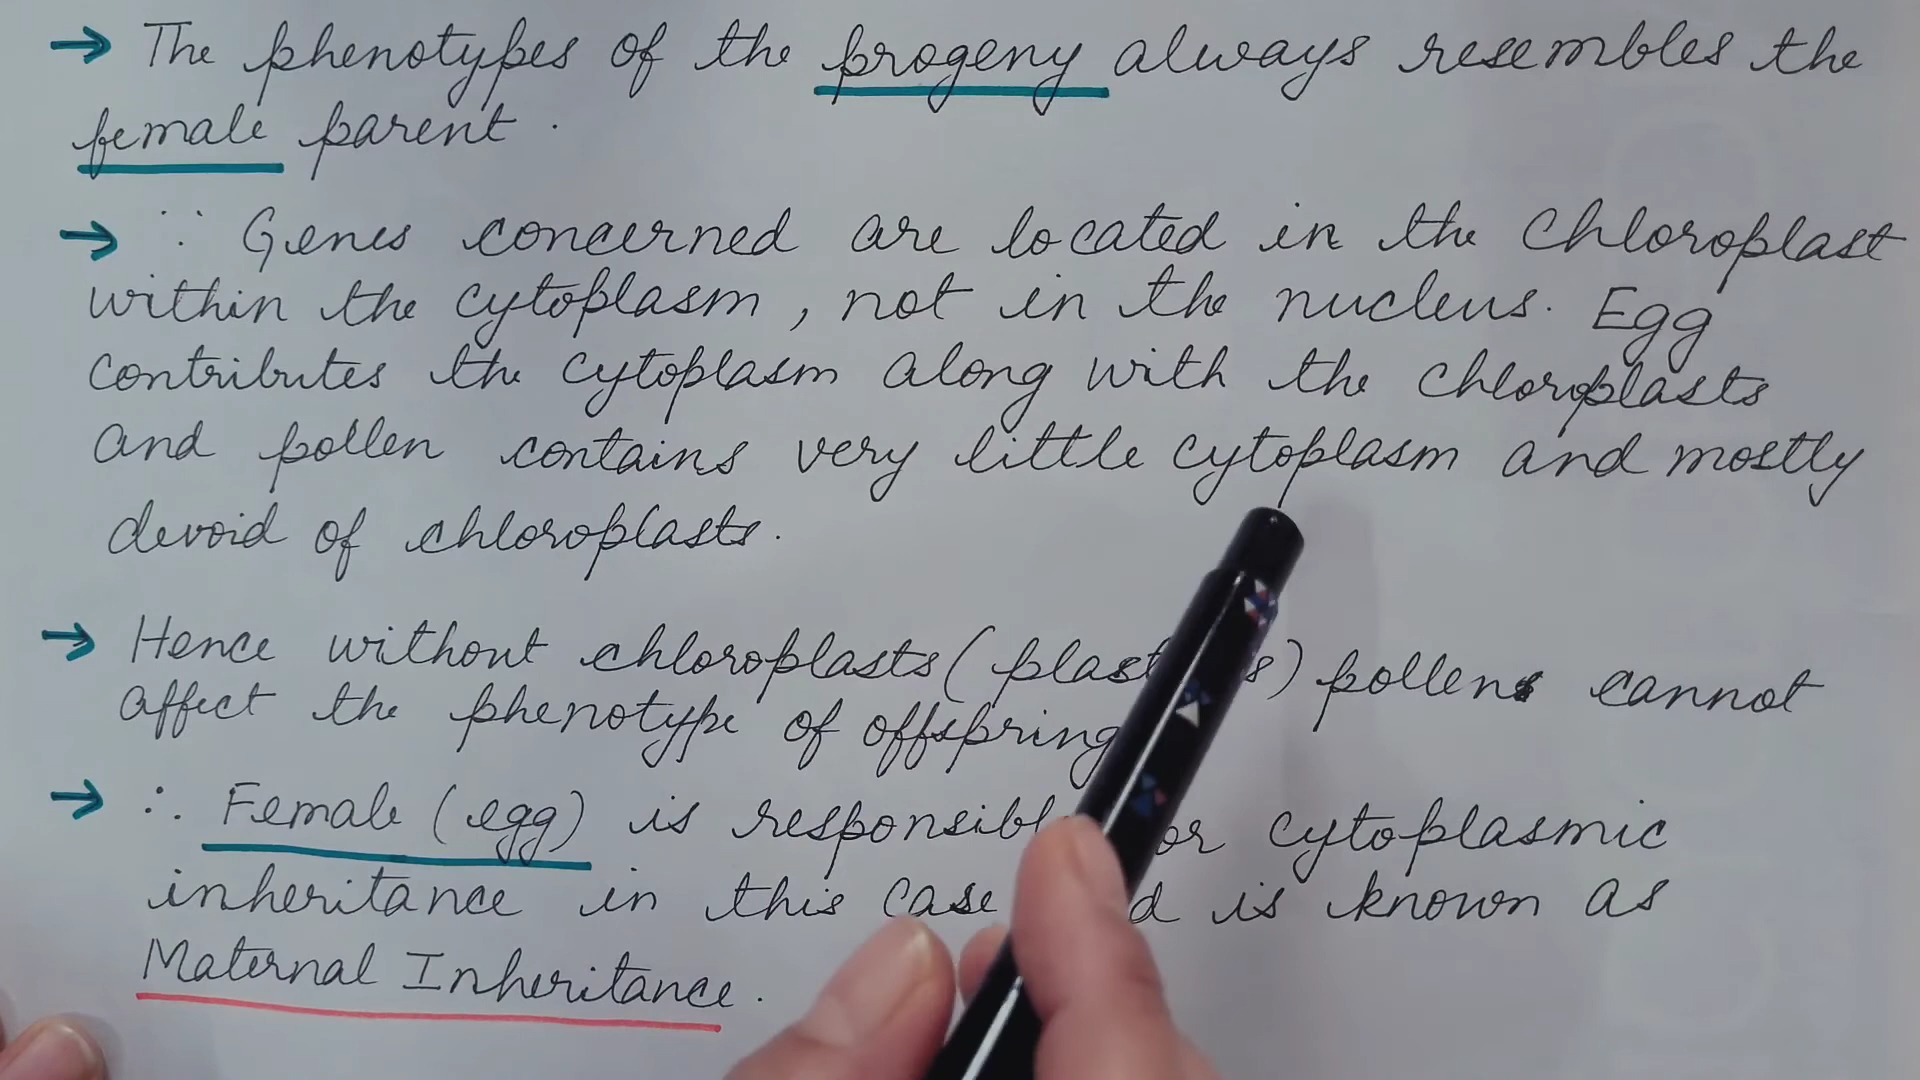 → The phenotypes of the progeny always resembles the
female parent.
→ ∵ Genes concerned are located in the chloroplast
within the cytoplasm, not in the nucleus. Egg
contributes the cytoplasm along with the chloroplasts
and pollen contains very little cytoplasm and mostly
devoid of chloroplasts.
→ Hence without chloroplasts ( ) pollens cannot
affect the phenotype of offspring
→ ∴ Female (egg) is cytoplasmic
inheritance in this case is known as
Maternal Inheritance.